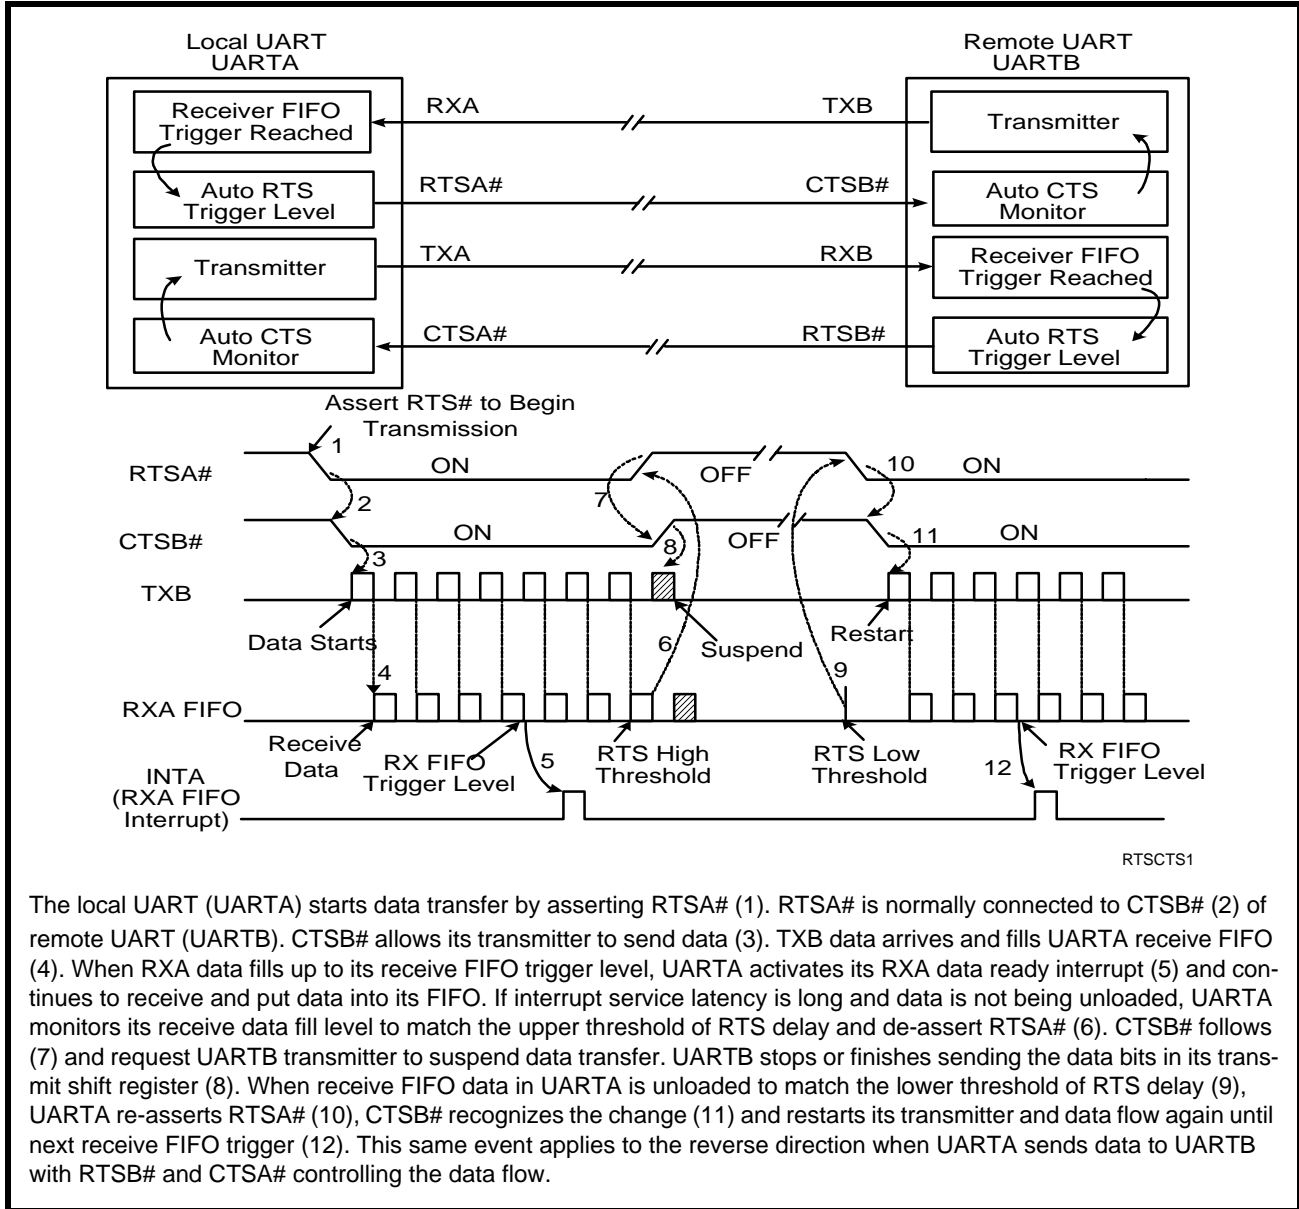 Local UART
UARTA
Remote UART
UARTB
Receiver FIFO
Trigger Reached
RXA
TXB
Transmitter
Auto RTS
Trigger Level
RTSA#
CTSB#
Auto CTS
Monitor
Transmitter
TXA
RXB
Receiver FIFO
Trigger Reached
Auto CTS
Monitor
CTSA#
RTSB#
Auto RTS
Trigger Level
Assert RTS# to Begin
Transmission
1
RTSA#
ON
OFF
10
ON
2
7
CTSB#
ON
8
OFF
11
ON
3
TXB
Data Starts
6
Suspend
Restart
4
9
RXA FIFO
Receive
Data
RX FIFO
Trigger Level
5
RTS High
Threshold
RTS Low
Threshold
12
RX FIFO
Trigger Level
INTA
(RXA FIFO
Interrupt)
RTSCTS1
The local UART (UARTA) starts data transfer by asserting RTSA# (1). RTSA# is normally connected to CTSB# (2) of
remote UART (UARTB). CTSB# allows its transmitter to send data (3). TXB data arrives and fills UARTA receive FIFO
(4). When RXA data fills up to its receive FIFO trigger level, UARTA activates its RXA data ready interrupt (5) and con-
tinues to receive and put data into its FIFO. If interrupt service latency is long and data is not being unloaded, UARTA
monitors its receive data fill level to match the upper threshold of RTS delay and de-assert RTSA# (6). CTSB# follows
(7) and request UARTB transmitter to suspend data transfer. UARTB stops or finishes sending the data bits in its trans-
mit shift register (8). When receive FIFO data in UARTA is unloaded to match the lower threshold of RTS delay (9),
UARTA re-asserts RTSA# (10), CTSB# recognizes the change (11) and restarts its transmitter and data flow again until
next receive FIFO trigger (12). This same event applies to the reverse direction when UARTA sends data to UARTB
with RTSB# and CTSA# controlling the data flow.